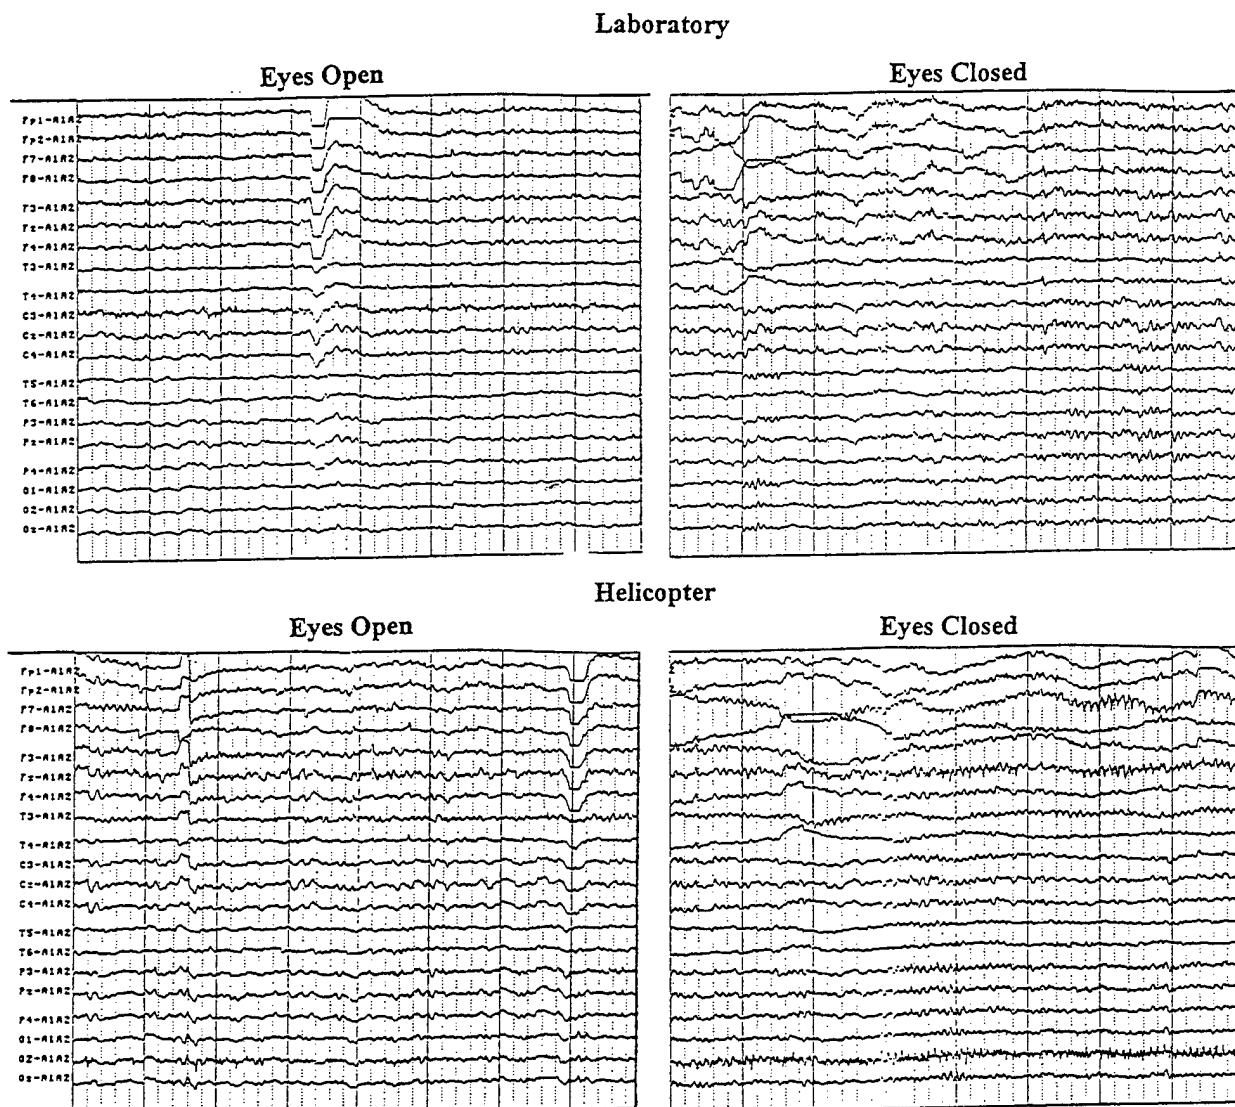 Laboratory
Eyes Open
Eyes Closed
Fp1-A1A2
Fp2-A1A2
F7-A1A2
F8-A1A2
F3-A1A2
Fz-A1A2
F4-A1A2
T3-A1A2
T4-A1A2
C3-A1A2
Cz-A1A2
C4-A1A2
T5-A1A2
T6-A1A2
P3-A1A2
Pz-A1A2
P4-A1A2
O1-A1A2
O2-A1A2
Oz-A1A2
Helicopter
Eyes Open
Eyes Closed
Fp1-A1A2
Fp2-A1A2
F7-A1A2
F8-A1A2
F3-A1A2
Fz-A1A2
F4-A1A2
T3-A1A2
T4-A1A2
C3-A1A2
Cz-A1A2
C4-A1A2
T5-A1A2
T6-A1A2
P3-A1A2
Pz-A1A2
P4-A1A2
O1-A1A2
O2-A1A2
Oz-A1A2